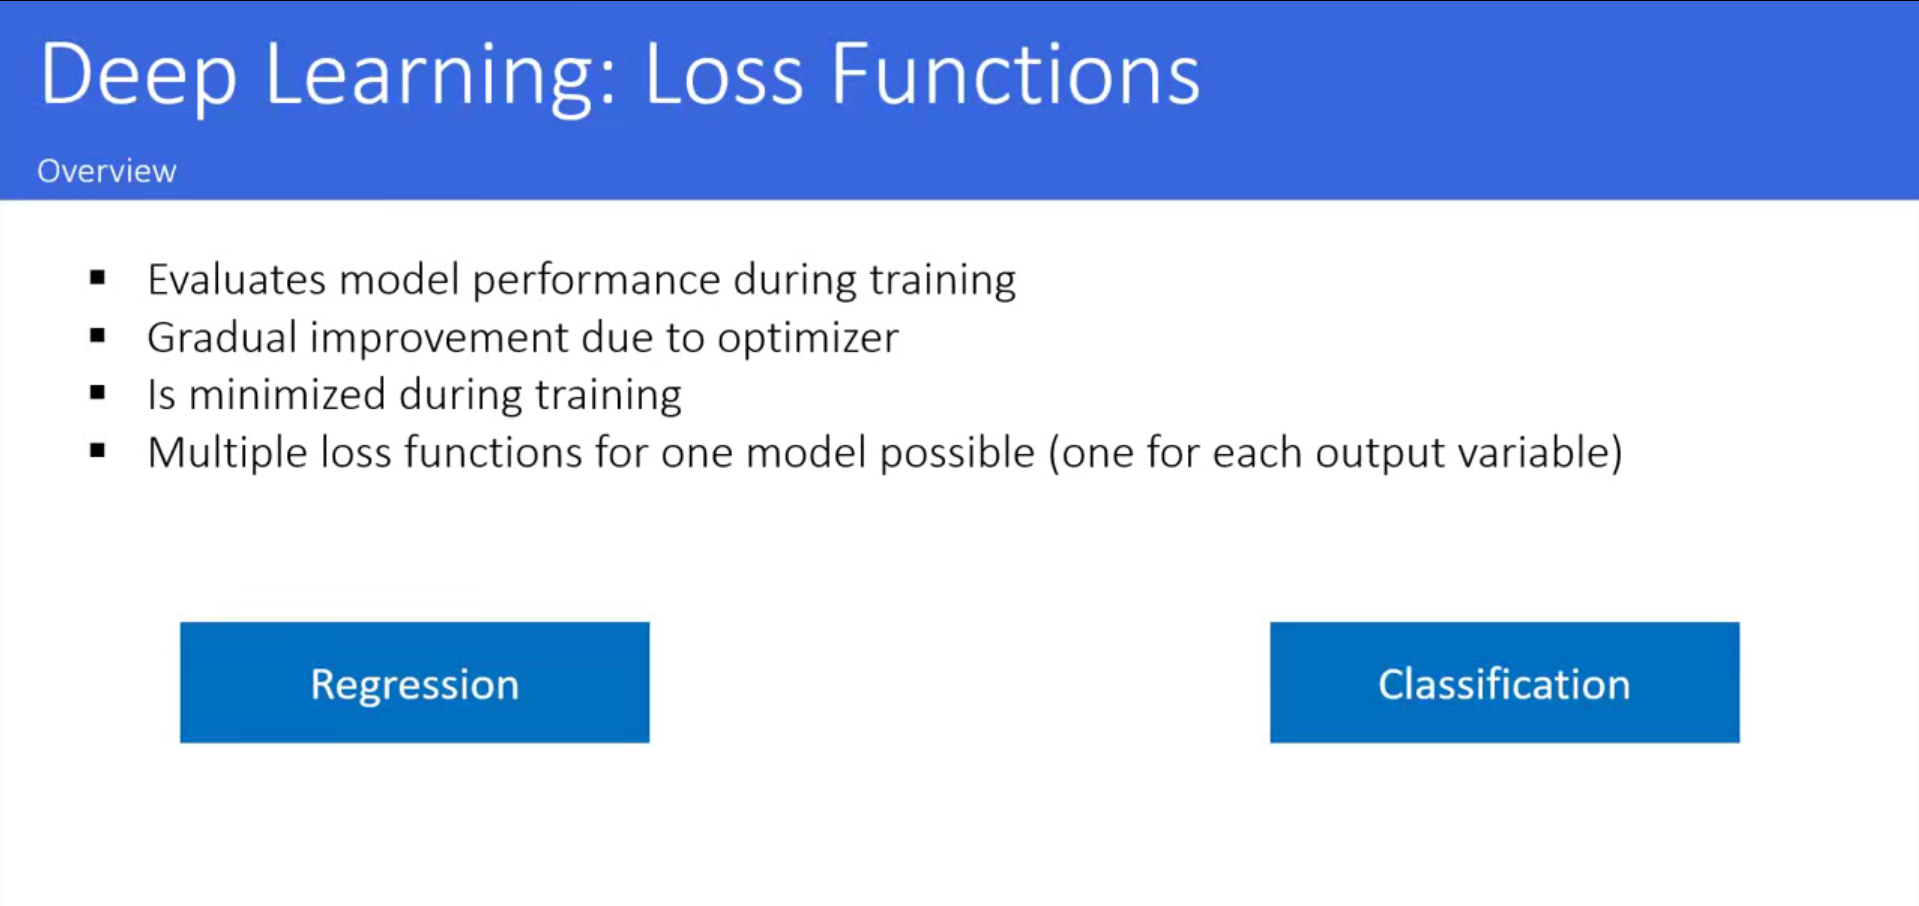 Deep Learning: Loss Functions
Overview
▪ Evaluates model performance during training
▪ Gradual improvement due to optimizer
▪ Is minimized during training
▪ Multiple loss functions for one model possible (one for each output variable)
Regression
Classification